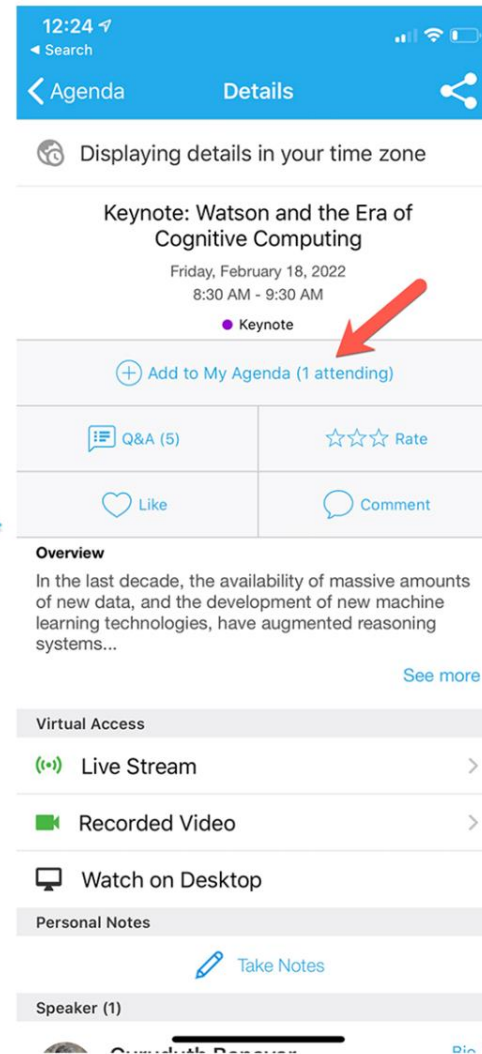 12:24
Search
Agenda
Details
Displaying details in your time zone
Keynote: Watson and the Era of
Cognitive Computing
Friday, February 18, 2022
8:30 AM - 9:30 AM
Keynote
Add to My Agenda (1 attending)
Q&A (5)
Rate
Like
Comment
Overview
In the last decade, the availability of massive amounts
of new data, and the development of new machine
learning technologies, have augmented reasoning
systems...
See more
Virtual Access
Live Stream
Recorded Video
Watch on Desktop
Personal Notes
Take Notes
Speaker (1)